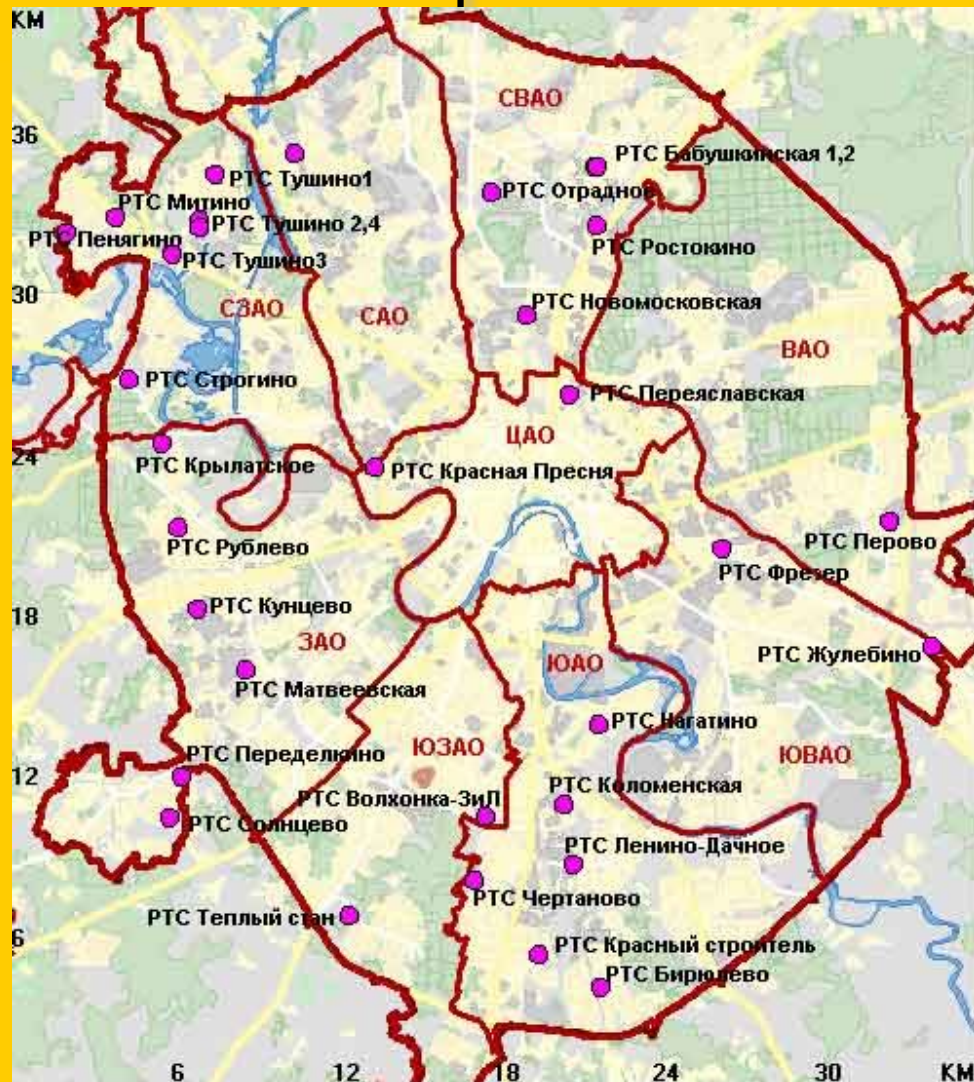 КМ
СВАО
36
РТС Бабушкинская 1,2
РТС Тушино1
РТС Отрадное
РТС Митино
РТС Тушино 2,4
РТС Пенягино
РТС Ростокино
РТС Тушино3
30
СЗАО
САО
РТС Новомосковская
ВАО
РТС Строгино
РТС Переяславская
ЦАО
24
РТС Крылатское
РТС Красная Пресня
РТС Рублево
РТС Перово
РТС Фрезер
РТС Кунцево
18
ЗАО
РТС Жулебино
ЮАО
РТС Матвеевская
РТС Нагатино
ЮЗАО
ЮВАО
РТС Переделкино
12
РТС Коломенская
РТС Волхонка-ЗиЛ
РТС Солнцево
РТС Ленино-Дачное
РТС Чертаново
РТС Теплый стан
6
РТС Красный строитель
РТС Бирюлево
6
12
18
24
30
КМ